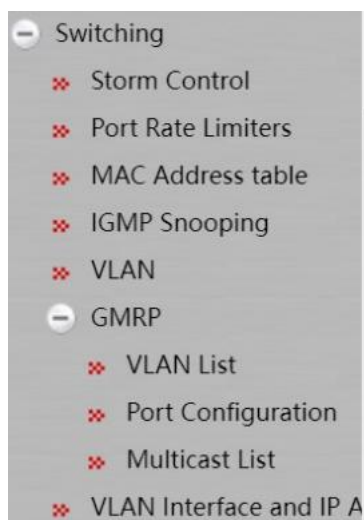 Switching
Storm Control
Port Rate Limiters
MAC Address table
IGMP Snooping
VLAN
GMRP
VLAN List
Port Configuration
Multicast List
VLAN Interface and IP A